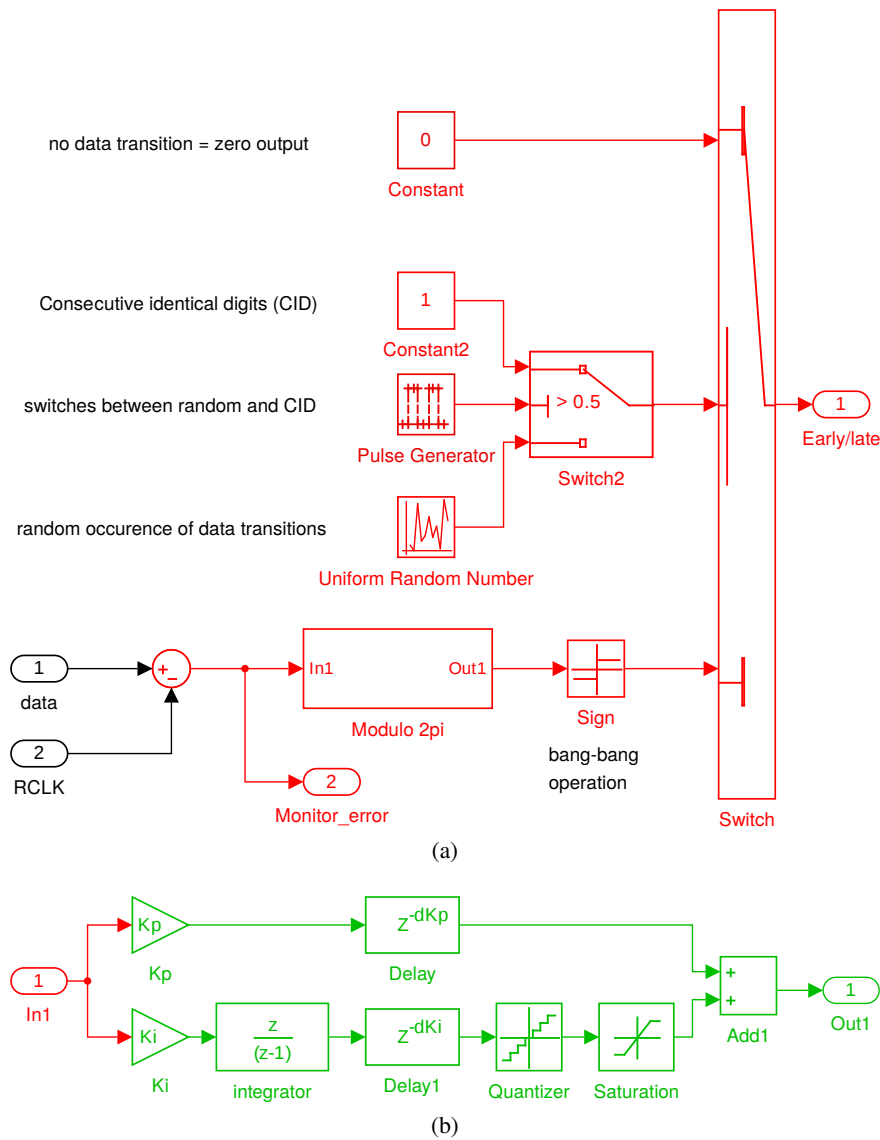 no data transition = zero output
0
Constant
Consecutive identical digits (CID)
1
Constant2
switches between random and CID
Pulse Generator
> 0.5
Switch2
1
Early/late
random occurence of data transitions
Uniform Random Number
1
data
+
−
In1
Out1
Modulo 2pi
Sign
bang-bang
operation
2
RCLK
2
Monitor_error
Switch
(a)
Kp
Kp
Z-dKp
Delay
1
In1
Ki
Ki
z
(z-1)
integrator
Z-dKi
Delay1
Quantizer
Saturation
+
+
Add1
1
Out1
(b)